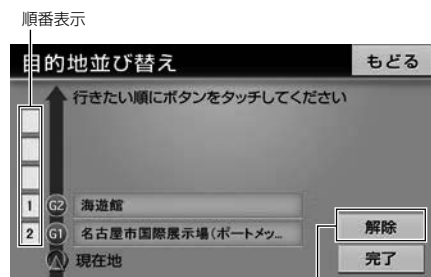 順番表示
目的地並び替え
もどる
行きたい順にボタンをタッチしてください
1 G2 海遊館
2 G1 名古屋市国際展示場(ポートメッ...
解除
現在地
完了